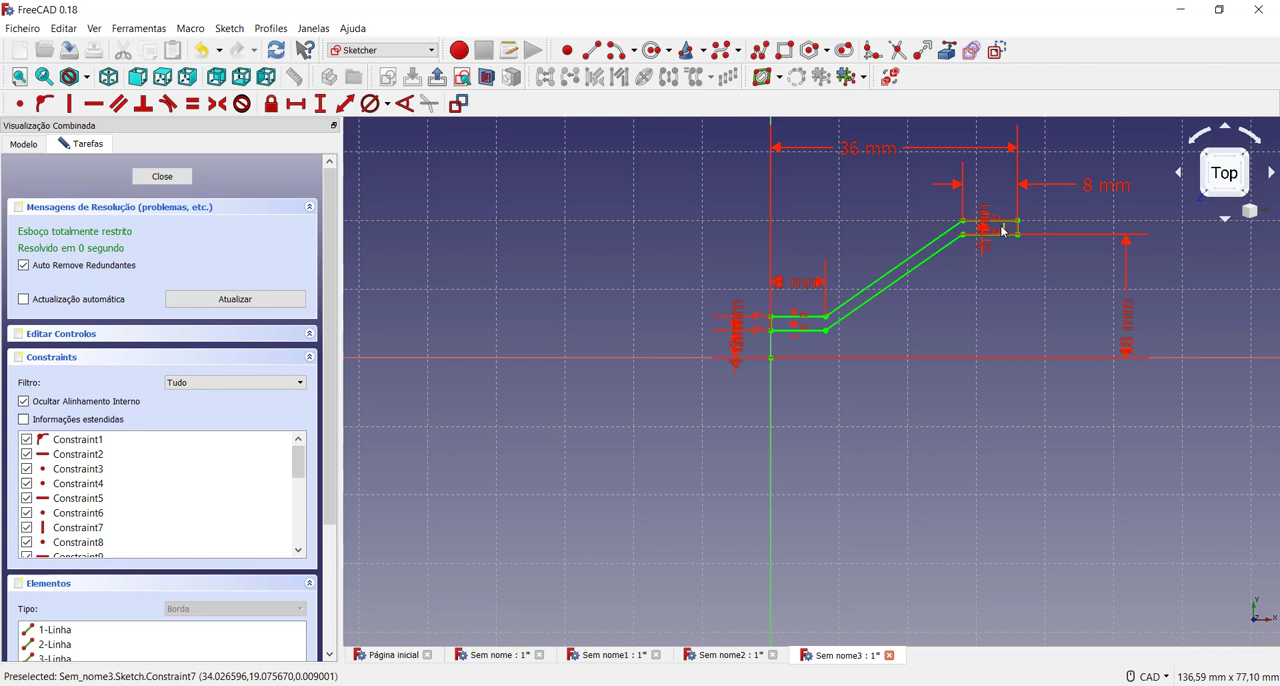 FreeCAD 0.18
Ficheiro Editar Ver Ferramentas Macro Sketch Profiles Janelas Ajuda
Sketcher
Visualização Combinada
Modelo Tarefas
Close
Mensagens de Resolução (problemas, etc.)
Esboço totalmente restrito
Resolvido em 0 segundo
Auto Remove Redundantes
Actualização automática Atualizar
Editar Controlos
Constraints
Filtro: Tudo
Ocultar Alinhamento Interno
Informações estendidas
Constraint1
Constraint2
Constraint3
Constraint4
Constraint5
Constraint6
Constraint7
Constraint8
Constraint9
Elementos
Tipo: Borda
1-Linha
2-Linha
3-Linha
36 mm
8 mm
18 mm
Top
Z
Y
Z X
Página inicial Sem nome : 1* Sem nome1 : 1* Sem nome2 : 1* Sem nome3 : 1*
Preselected: Sem_nome3.Sketch.Constraint7 (34.026596,19.075670,0.009001) CAD 136,59 mm x 77,10 mm